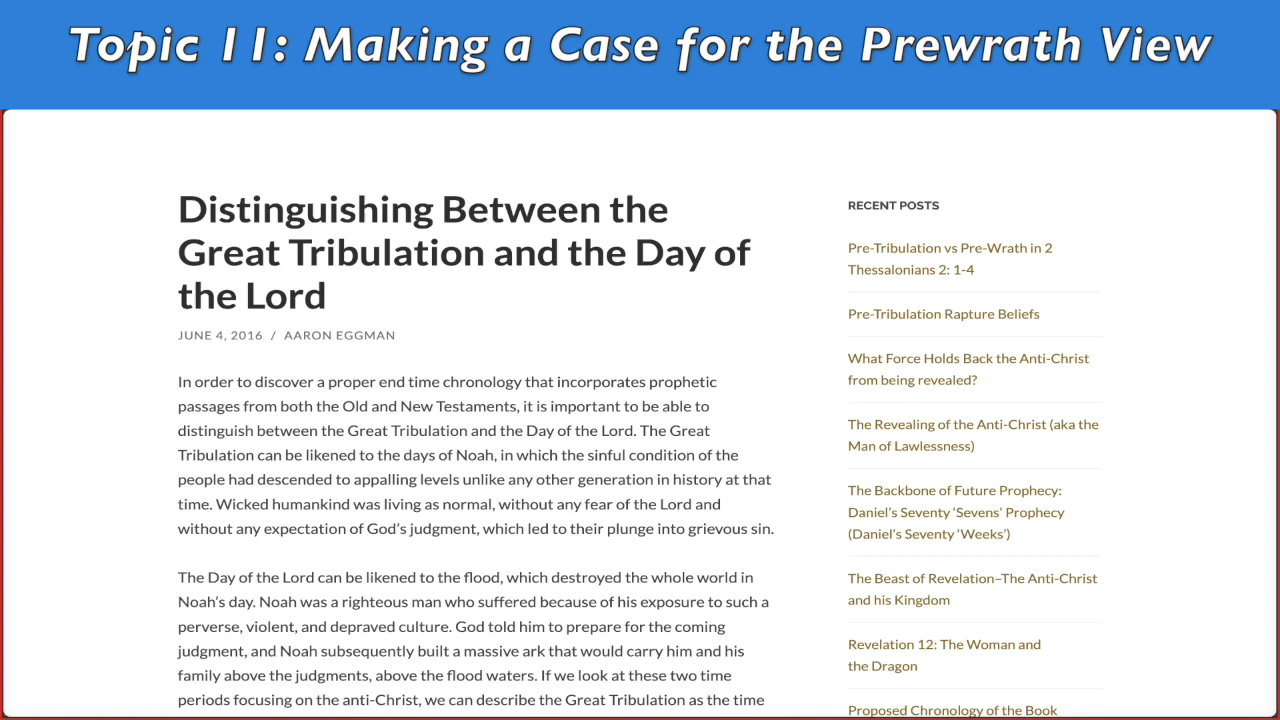 Topic 11: Making a Case for the Prewrath View
Distinguishing Between the
Great Tribulation and the Day of
the Lord
JUNE 4, 2016 / AARON EGGMAN
In order to discover a proper end time chronology that incorporates prophetic
passages from both the Old and New Testaments, it is important to be able to
distinguish between the Great Tribulation and the Day of the Lord. The Great
Tribulation can be likened to the days of Noah, in which the sinful condition of the
people had descended to appalling levels unlike any other generation in history at that
time. Wicked humankind was living as normal, without any fear of the Lord and
without any expectation of God’s judgment, which led to their plunge into grievous sin.
The Day of the Lord can be likened to the flood, which destroyed the whole world in
Noah’s day. Noah was a righteous man who suffered because of his exposure to such a
perverse, violent, and depraved culture. God told him to prepare for the coming
judgment, and Noah subsequently built a massive ark that would carry him and his
family above the judgments, above the flood waters. If we look at these two time
periods focusing on the anti-Christ, we can describe the Great Tribulation as the time
RECENT POSTS
Pre-Tribulation vs Pre-Wrath in 2
Thessalonians 2: 1-4
Pre-Tribulation Rapture Beliefs
What Force Holds Back the Anti-Christ
from being revealed?
The Revealing of the Anti-Christ (aka the
Man of Lawlessness)
The Backbone of Future Prophecy:
Daniel’s Seventy ‘Sevens’ Prophecy
(Daniel’s Seventy ‘Weeks’)
The Beast of Revelation–The Anti-Christ
and his Kingdom
Revelation 12: The Woman and
the Dragon
Proposed Chronology of the Book